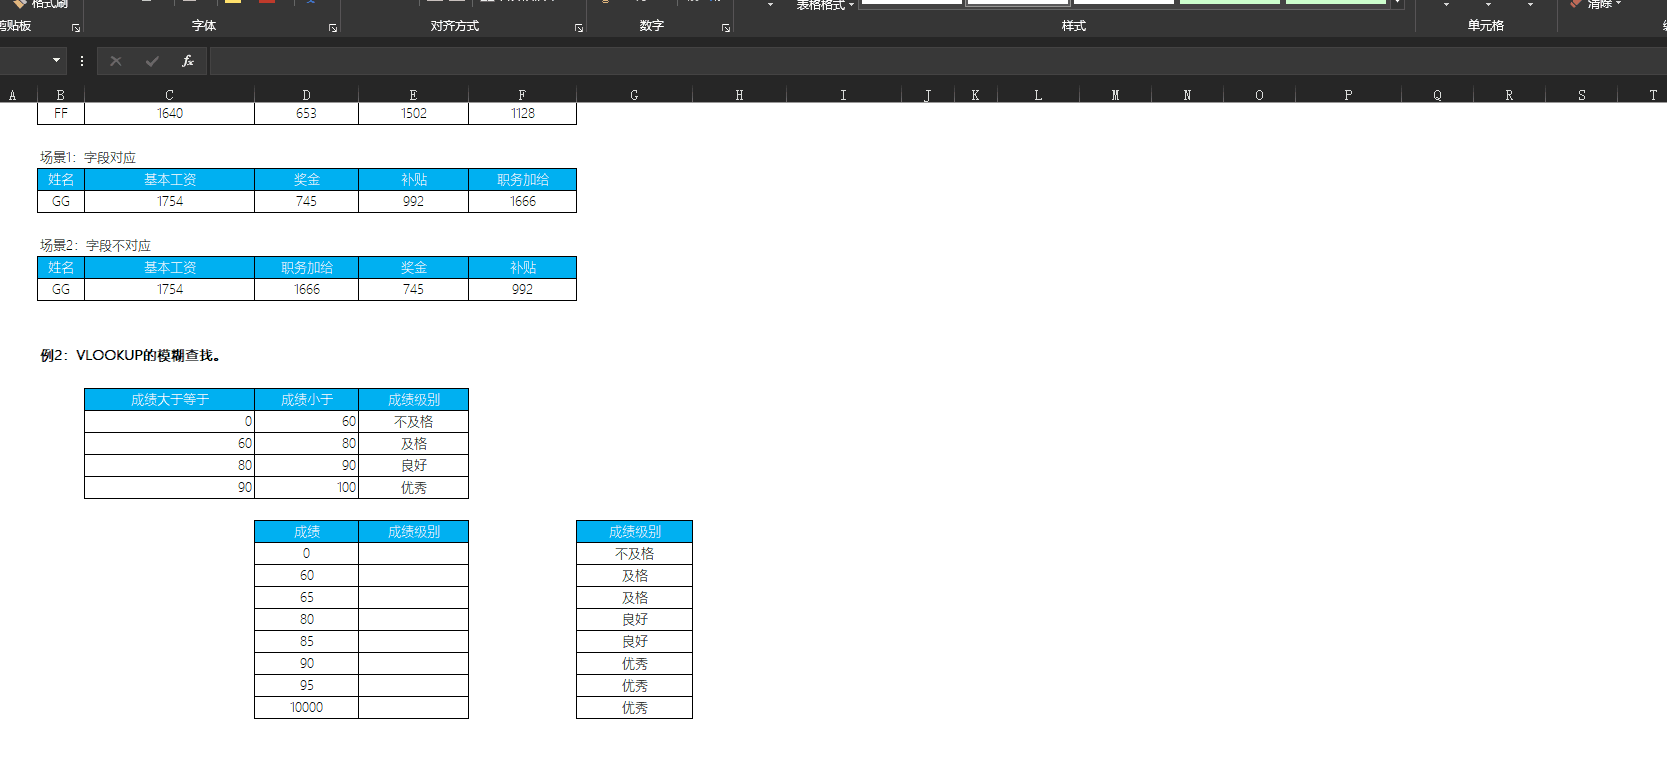 格式刷
表格格式
清除
剪贴板 字体 对齐方式 数字 样式 单元格
fx
A B C D E F G H I J K L M N O P Q R S T
FF 1640 653 1502 1128
场景1：字段对应
姓名 基本工资 奖金 补贴 职务加给
GG 1754 745 992 1666
场景2：字段不对应
姓名 基本工资 职务加给 奖金 补贴
GG 1754 1666 745 992
例2：VLOOKUP的模糊查找。
成绩大于等于 成绩小于 成绩级别
0 60 不及格
60 80 及格
80 90 良好
90 100 优秀
成绩 成绩级别 成绩级别
0 不及格
60 及格
65 及格
80 良好
85 良好
90 优秀
95 优秀
10000 优秀